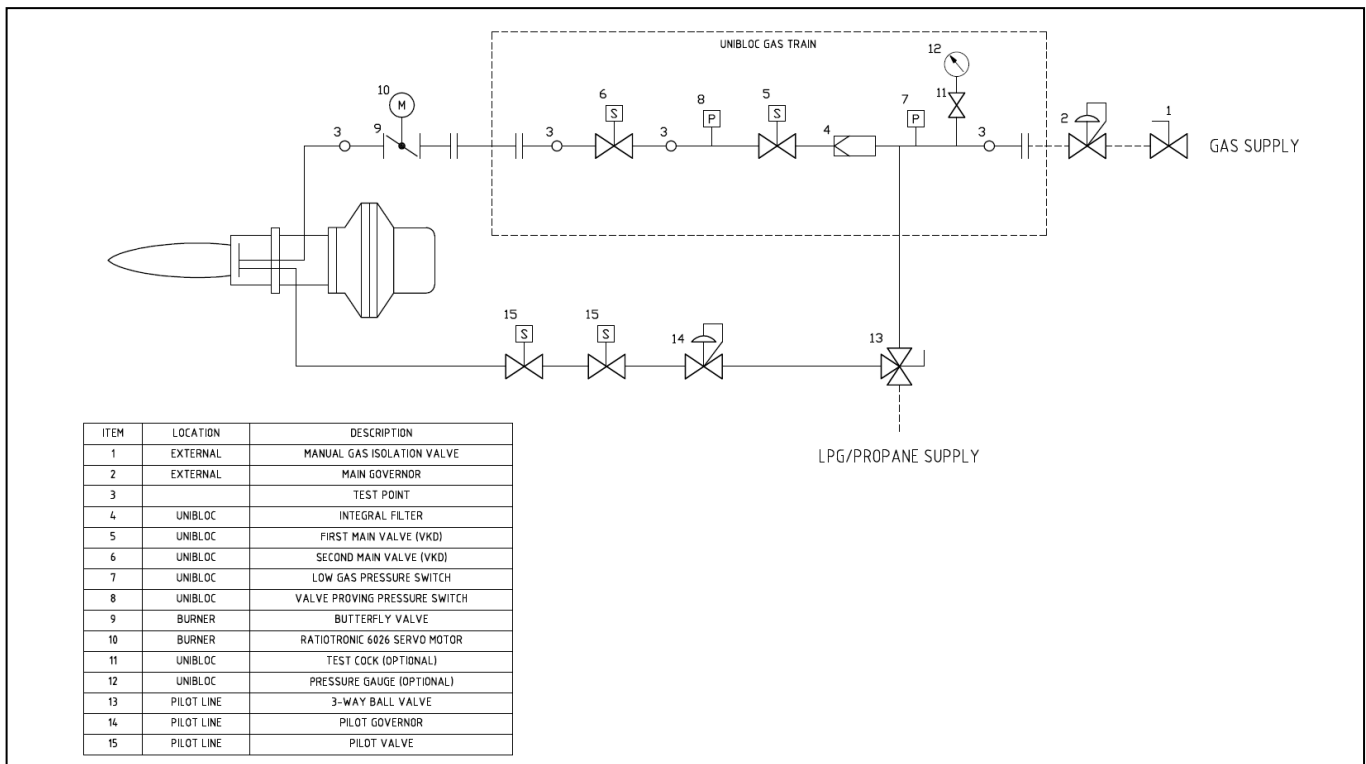 UNIBLOC GAS TRAIN
12
10
6
8
5
7
11
2
1
M
S
P
S
P
3
9
3
3
4
3
GAS SUPPLY
15
15
14
13
S
S
LPG/PROPANE SUPPLY
ITEM LOCATION DESCRIPTION
1 EXTERNAL MANUAL GAS ISOLATION VALVE
2 EXTERNAL MAIN GOVERNOR
3 TEST POINT
4 UNIBLOC INTEGRAL FILTER
5 UNIBLOC FIRST MAIN VALVE (VKD)
6 UNIBLOC SECOND MAIN VALVE (VKD)
7 UNIBLOC LOW GAS PRESSURE SWITCH
8 UNIBLOC VALVE PROVING PRESSURE SWITCH
9 BURNER BUTTERFLY VALVE
10 BURNER RATIOTRONIC 6026 SERVO MOTOR
11 UNIBLOC TEST COCK (OPTIONAL)
12 UNIBLOC PRESSURE GAUGE (OPTIONAL)
13 PILOT LINE 3-WAY BALL VALVE
14 PILOT LINE PILOT GOVERNOR
15 PILOT LINE PILOT VALVE